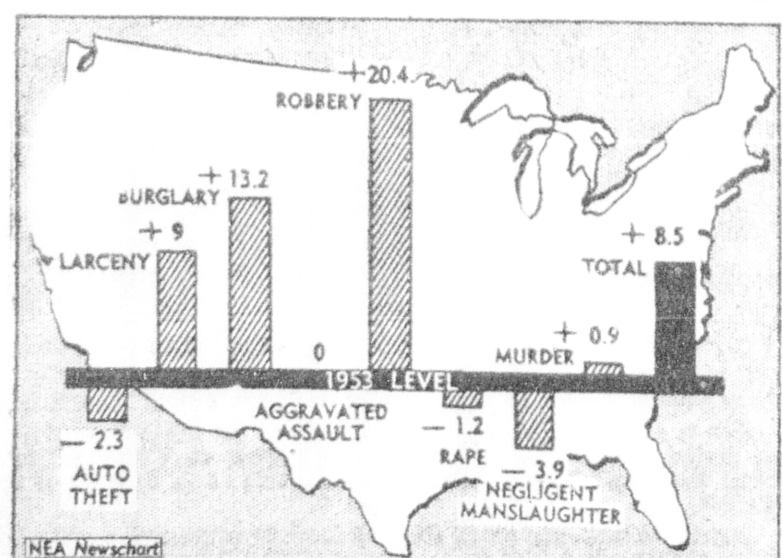 + 20.4
ROBBERY
+ 13.2
BURGLARY
+ 9
LARCENY
+ 8.5
TOTAL
+ 0.9
MURDER
0
1953 LEVEL
AGGRAVATED
ASSAULT
— 2.3
AUTO
THEFT
— 1.2
RAPE
— 3.9
NEGLIGENT
MANSLAUGHTER
NEA Newschart